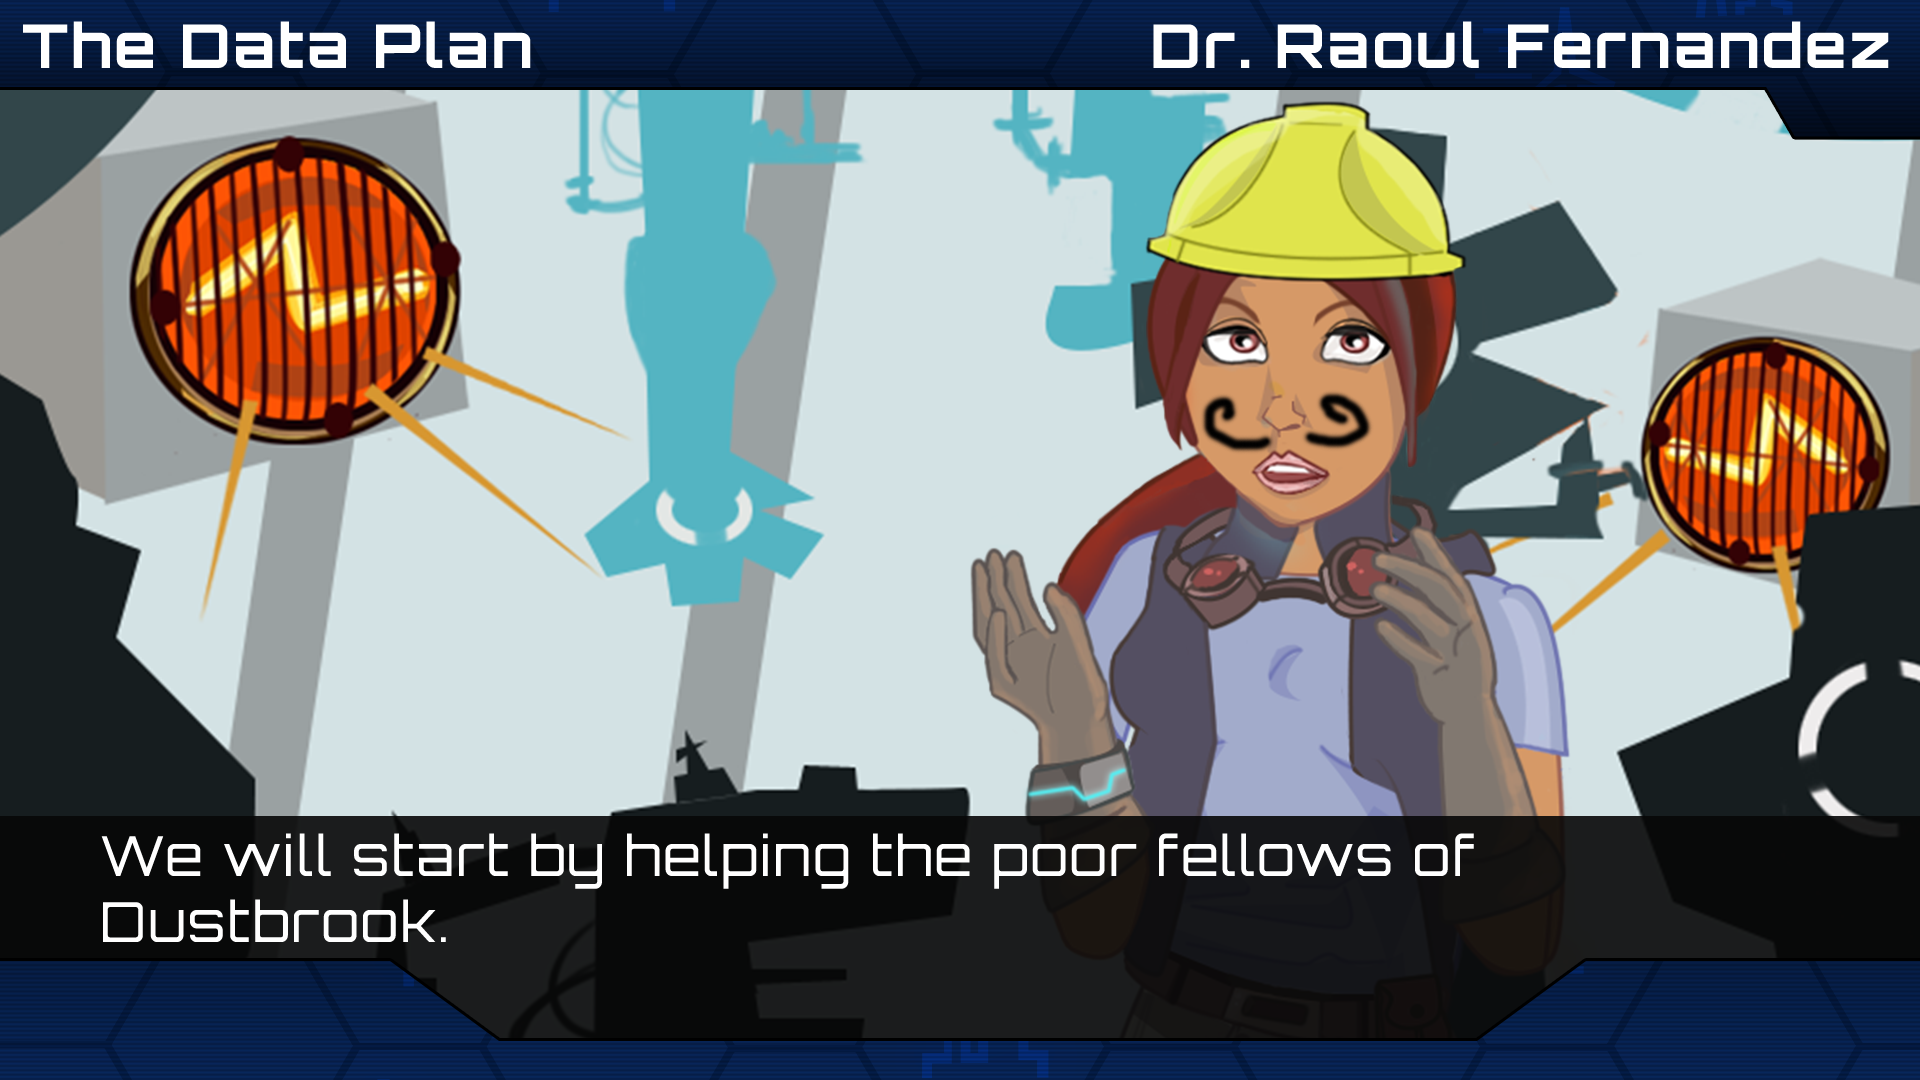 The Data Plan
Dr. Raoul Fernandez
We will start by helping the poor fellows of
Dustbrook.